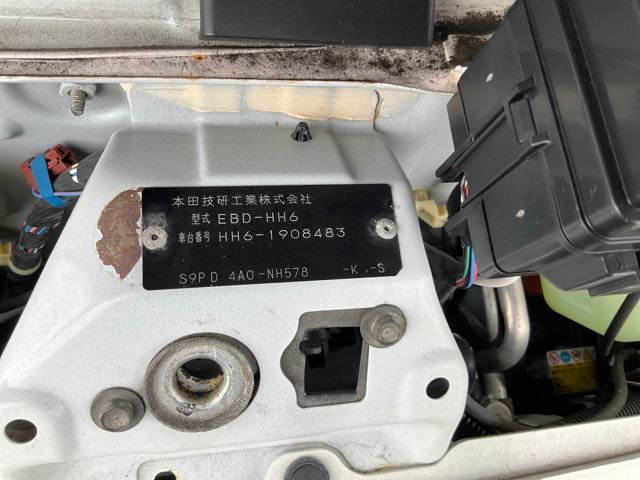 本田技研工業株式会社
型式 EBD-HH6
車台番号 HH6-1908483
S9PD 4A0-NH578 -K -S